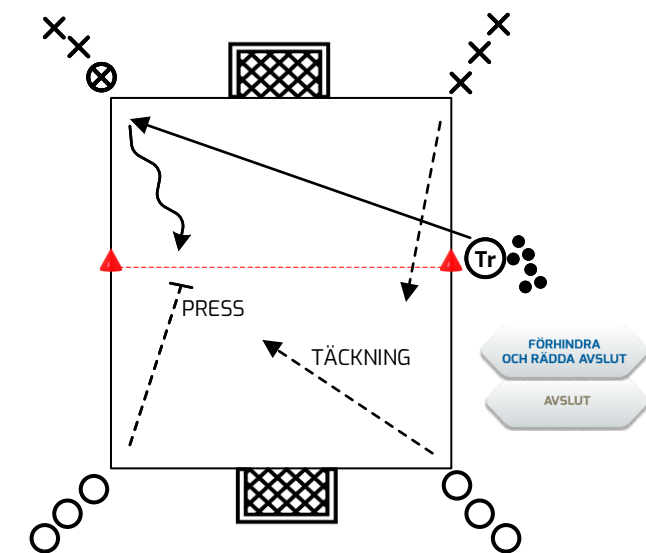 Tr
PRESS
TÄCKNING
FÖRHINDRA
OCH RÄDDA AVSLUT
AVSLUT